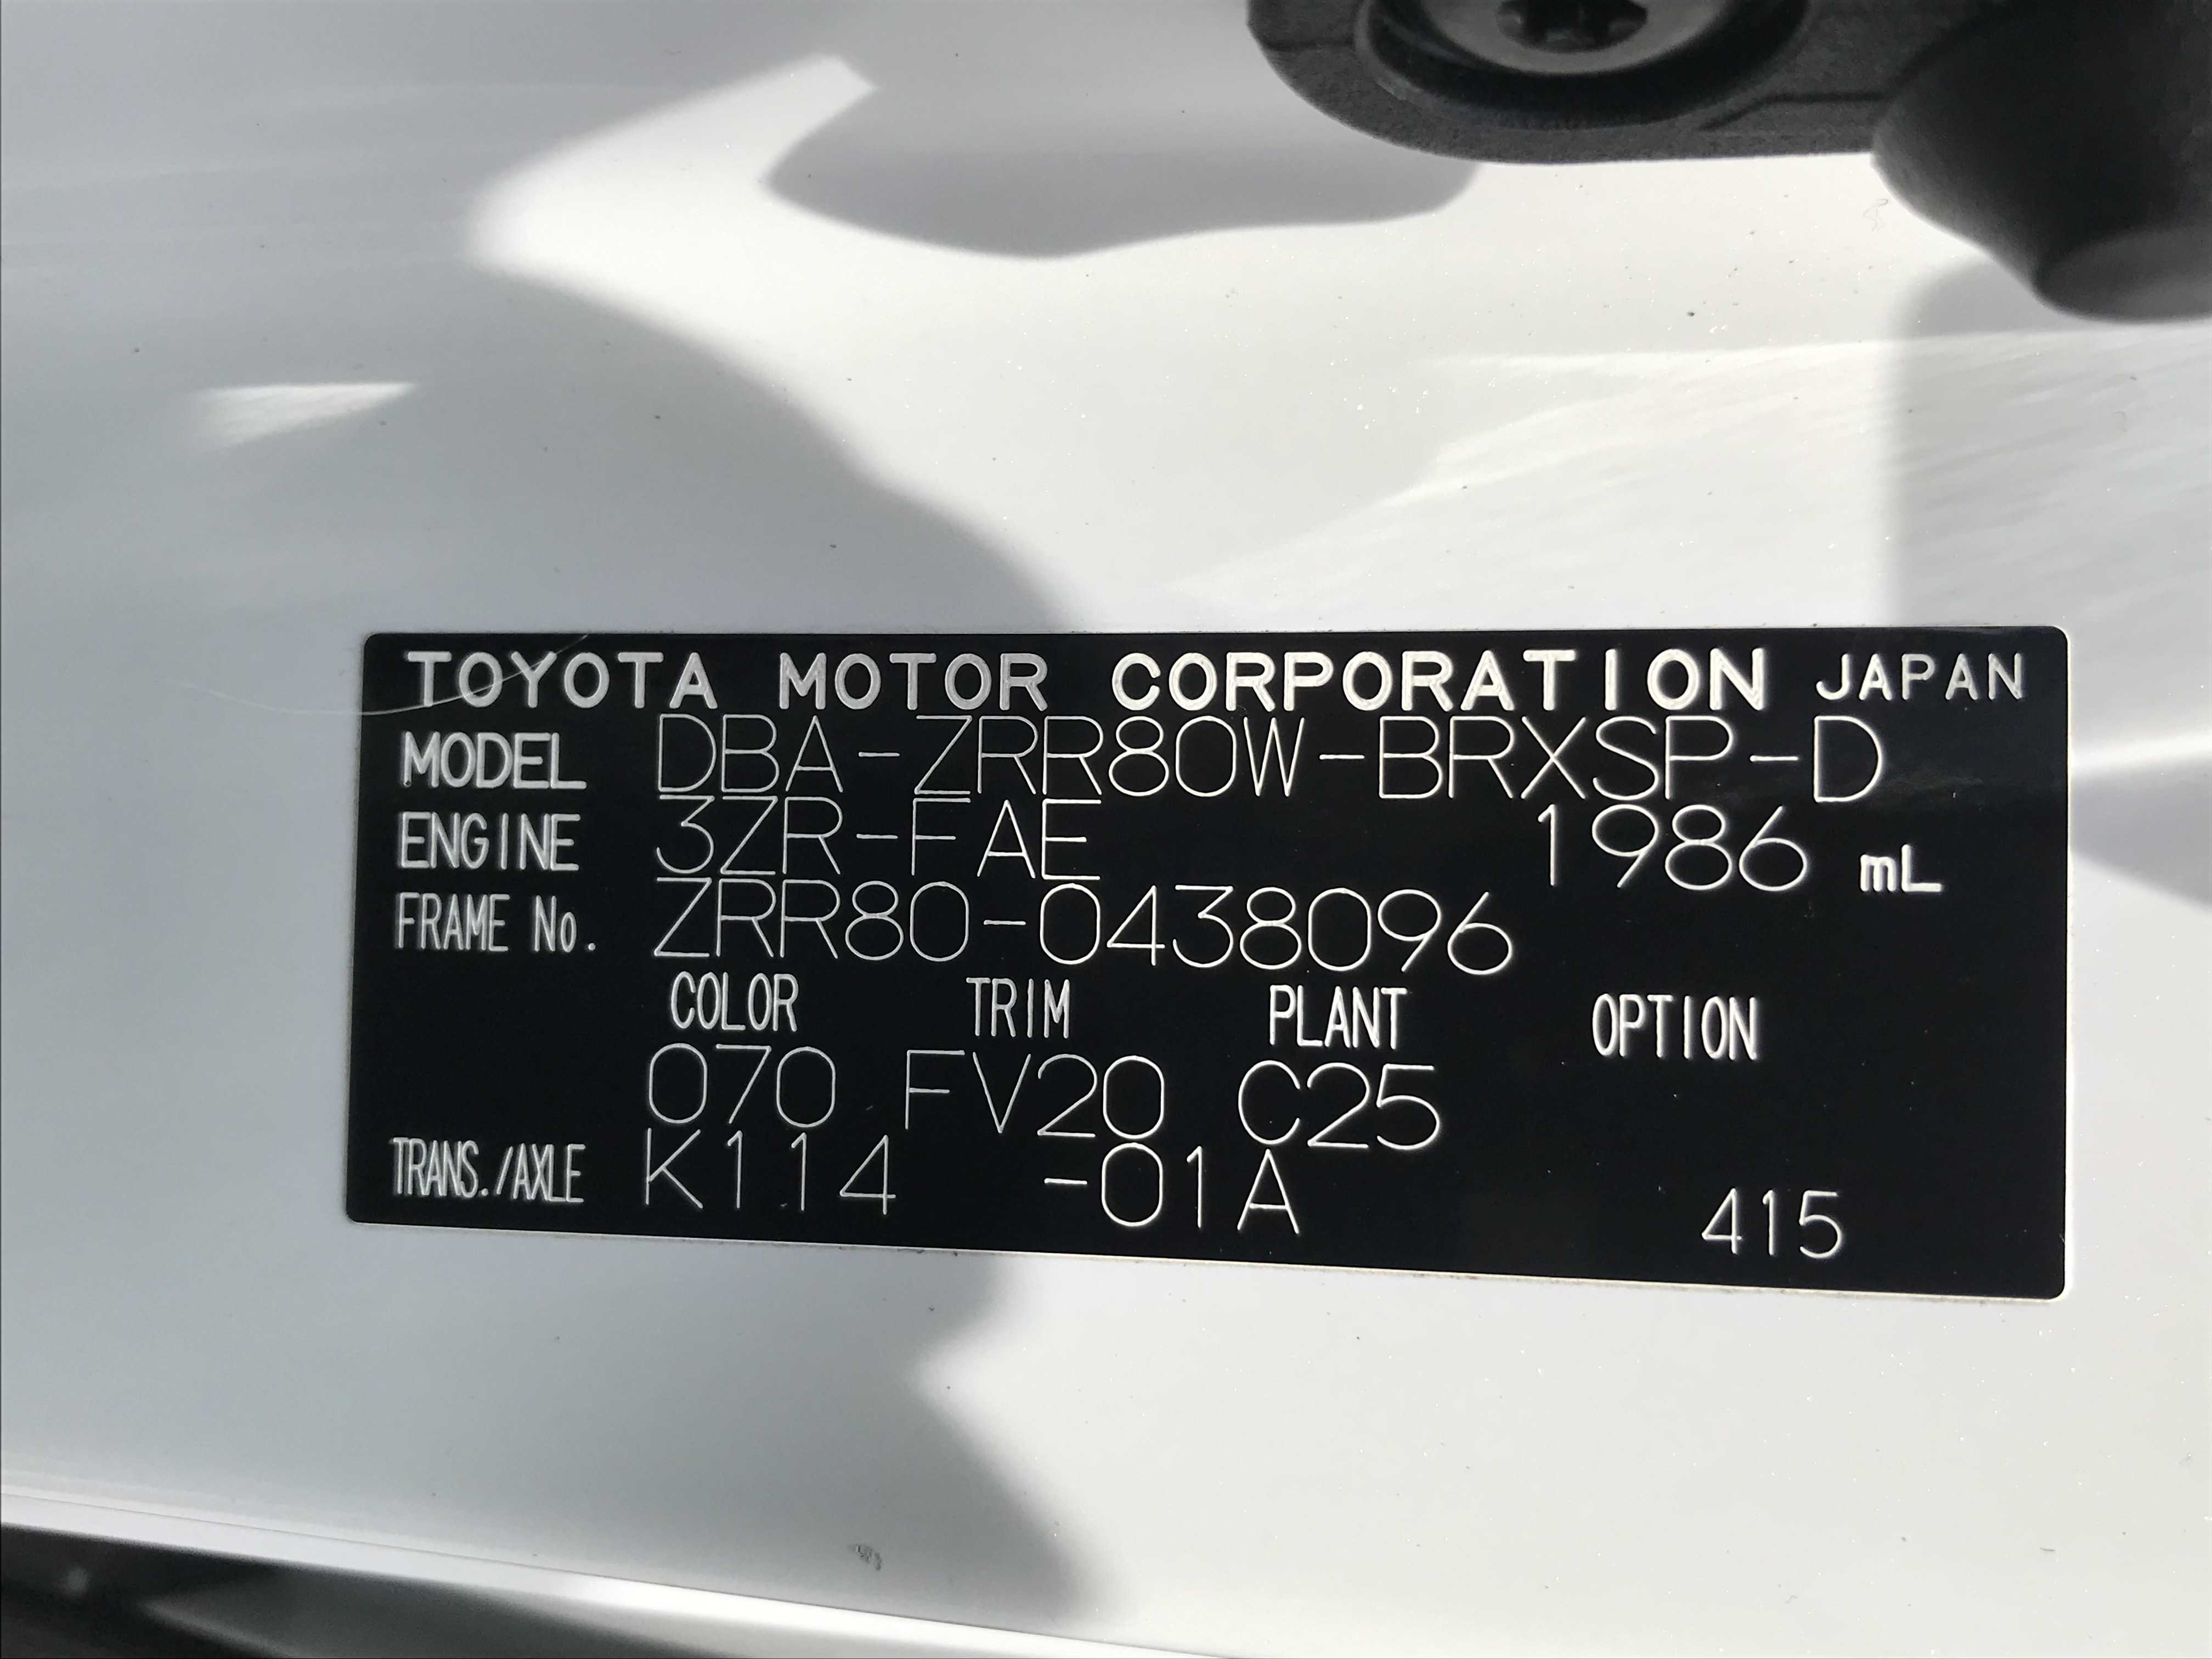 TOYOTA MOTOR CORPORATION JAPAN
MODEL DBA-ZRR80W-BRXSP-D
ENGINE 3ZR-FAE 1986 mL
FRAME No. ZRR80-0438096
COLOR TRIM PLANT OPTION
070 FV20 C25
TRANS./AXLE K114 -01A
415